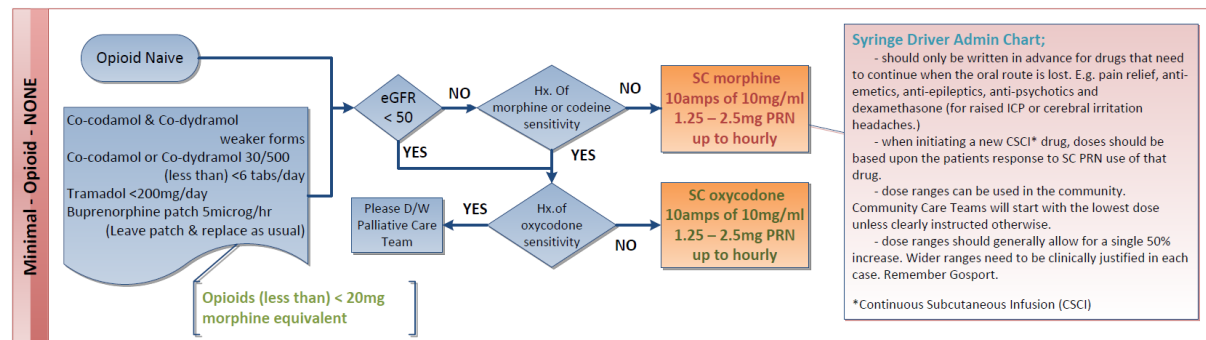 Minimal - Opioid - NONE
Opioid Naive
Co-codamol & Co-dydramol
weaker forms
Co-codamol or Co-dydramol 30/500
(less than) <6 tabs/day
Tramadol <200mg/day
Buprenorphine patch 5microg/hr
(Leave patch & replace as usual)
Opioids (less than) < 20mg
morphine equivalent
eGFR
< 50
NO
YES
Hx. Of
morphine or codeine
sensitivity
NO
YES
SC morphine
10amps of 10mg/ml
1.25 – 2.5mg PRN
up to hourly
Hx.of
oxycodone
sensitivity
YES
NO
Please D/W
Palliative Care
Team
SC oxycodone
10amps of 10mg/ml
1.25 – 2.5mg PRN
up to hourly
Syringe Driver Admin Chart;
- should only be written in advance for drugs that need
to continue when the oral route is lost. E.g. pain relief, anti-
emetics, anti-epileptics, anti-psychotics and
dexamethasone (for raised ICP or cerebral irritation
headaches.)
- when initiating a new CSCI* drug, doses should be
based upon the patients response to SC PRN use of that
drug.
- dose ranges can be used in the community.
Community Care Teams will start with the lowest dose
unless clearly instructed otherwise.
- dose ranges should generally allow for a single 50%
increase. Wider ranges need to be clinically justified in each
case. Remember Gosport.
*Continuous Subcutaneous Infusion (CSCI)